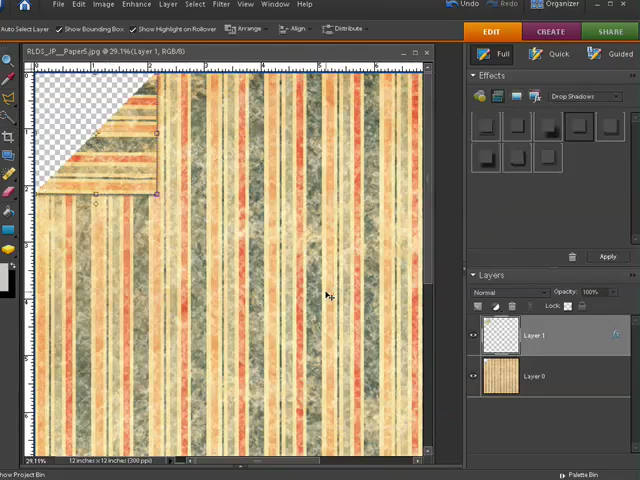 File Edit Image Enhance Layer Select Filter View Window Help Undo Redo Organizer
Auto Select Layer Show Bounding Box Show Highlight on Rollover Arrange Align Distribute
EDIT CREATE SHARE
RLDS_JP__Paper5.jpg @ 29.1% (Layer 1, RGB/8)
Full Quick Guided
Effects
Drop Shadows
Apply
Layers
Normal Opacity: 100%
Lock:
Layer 1
Layer 0
29.11% 12 inches x 12 inches (300 ppi)
Show Project Bin Palette Bin